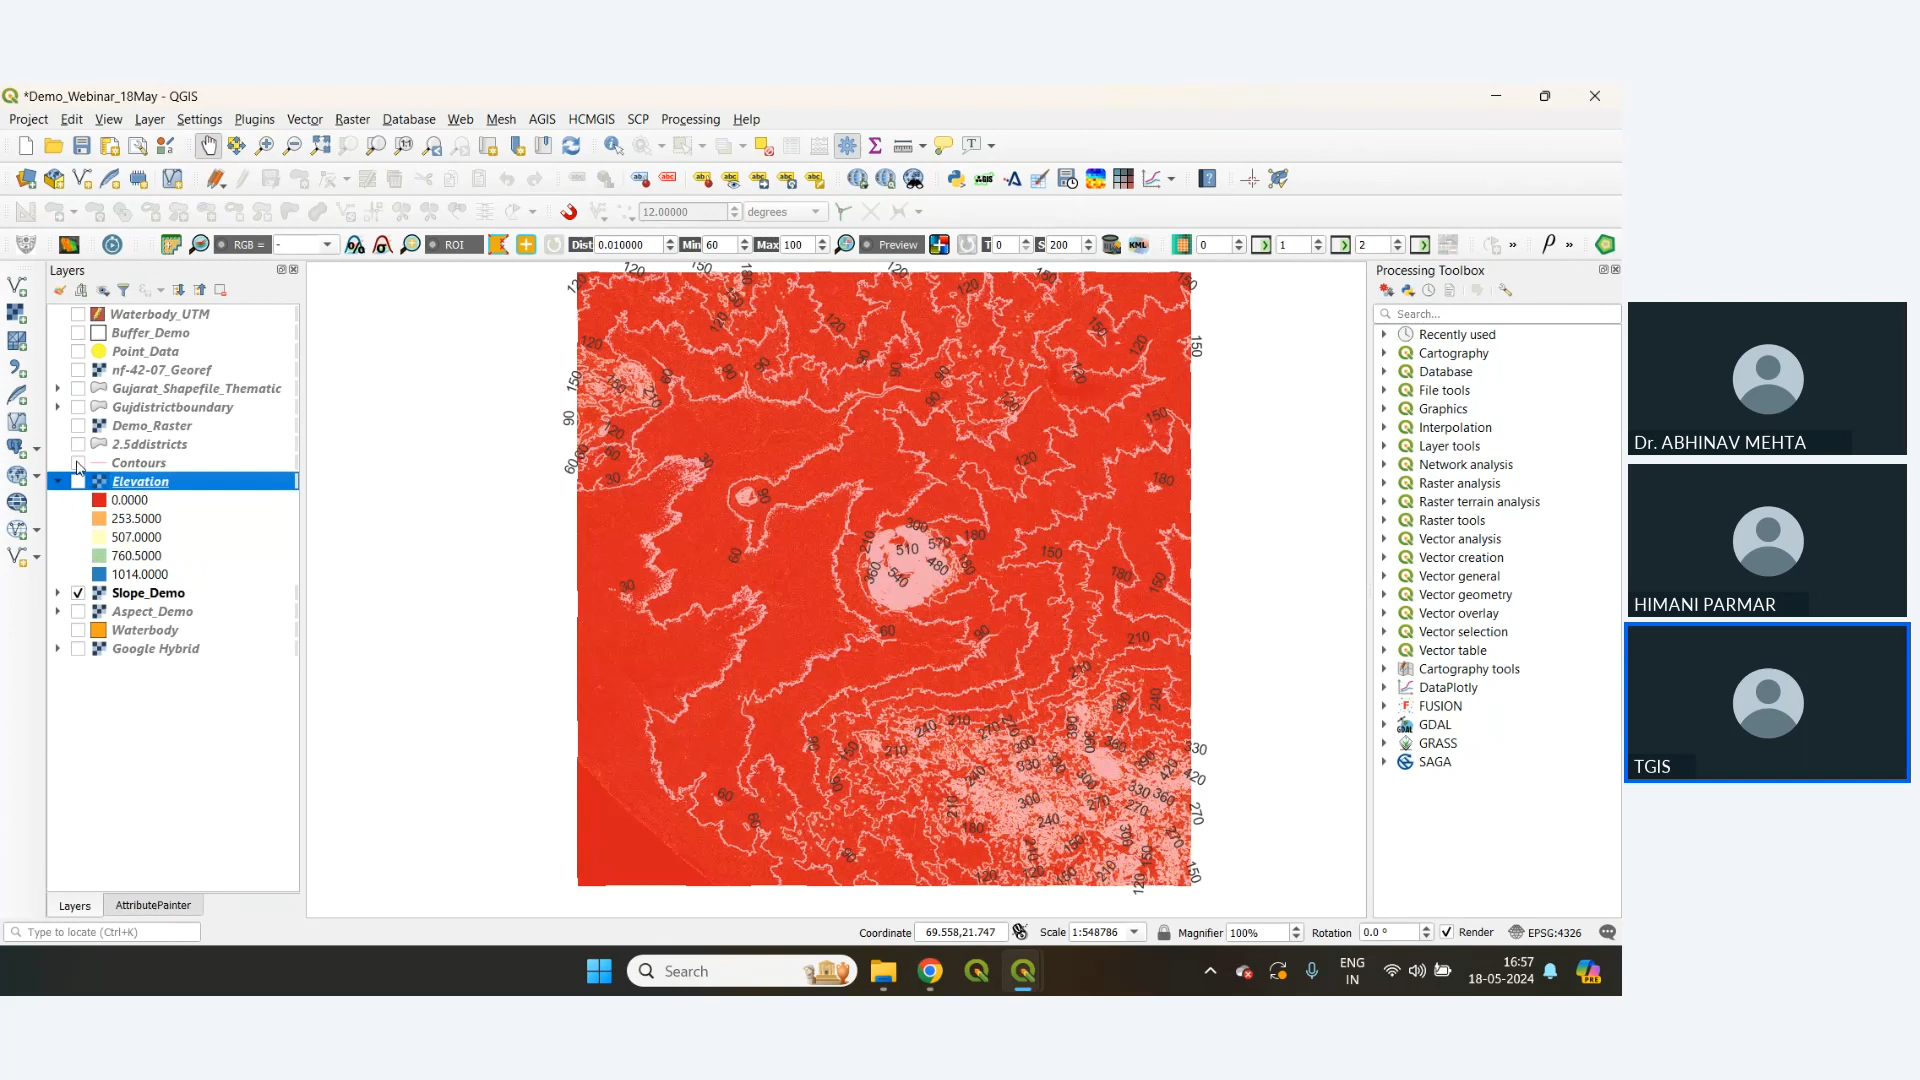 *Demo_Webinar_18May - QGIS
Project Edit View Layer Settings Plugins Vector Raster Database Web Mesh AGIS HCMGIS SCP Processing Help
12.00000 degrees
RGB = - ROI Dist 0.010000 Min 60 Max 100 Preview T 0 S 200 KML 0 1 2 » »
Layers
Waterbody_UTM
Buffer_Demo
Point_Data
nf-42-07_Georef
Gujarat_Shapefile_Thematic
Gujdistrictboundary
Demo_Raster
2.5ddistricts
Contours
Elevation
0.0000
253.5000
507.0000
760.5000
1014.0000
Slope_Demo
Aspect_Demo
Waterbody
Google Hybrid
Layers AttributePainter
Processing Toolbox
Search...
Recently used
Cartography
Database
File tools
Graphics
Interpolation
Layer tools
Network analysis
Raster analysis
Raster terrain analysis
Raster tools
Vector analysis
Vector creation
Vector general
Vector geometry
Vector overlay
Vector selection
Vector table
Cartography tools
DataPlotly
FUSION
GDAL
GRASS
SAGA
Type to locate (Ctrl+K)
Coordinate 69.558,21.747 Scale 1:548786 Magnifier 100% Rotation 0.0 ° Render EPSG:4326
Search
ENG
IN
16:57
18-05-2024
Dr. ABHINAV MEHTA
HIMANI PARMAR
TGIS